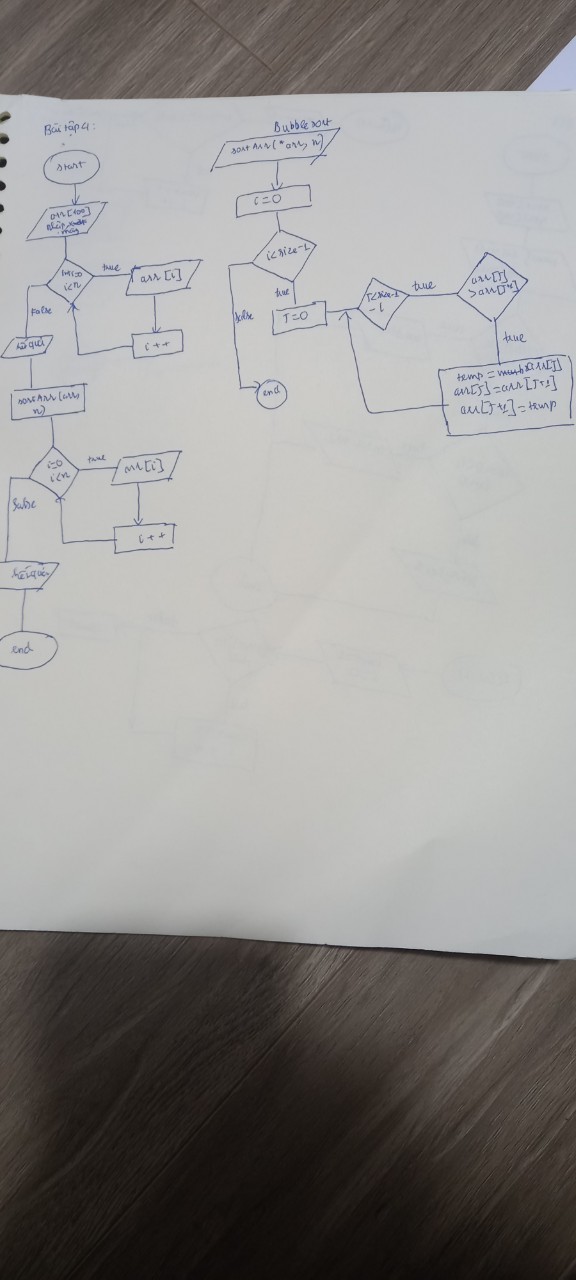 Bài tập 4:
start
arr[100]
nhập
mảng
i=0
i<n
true
arr[i]
i++
false
kết quả
sortArr(arr,
n)
i=0
i<n
true
arr[i]
i++
false
kết quả
end
Bubble sort
sortArr(*arr, n)
i=0
i<size-1
true
false
J=0
end
J<size-1
-i
true
arr[J]
>arr[J+1]
true
temp=arr[J]
arr[J]=arr[J+1]
arr[J+1]=temp